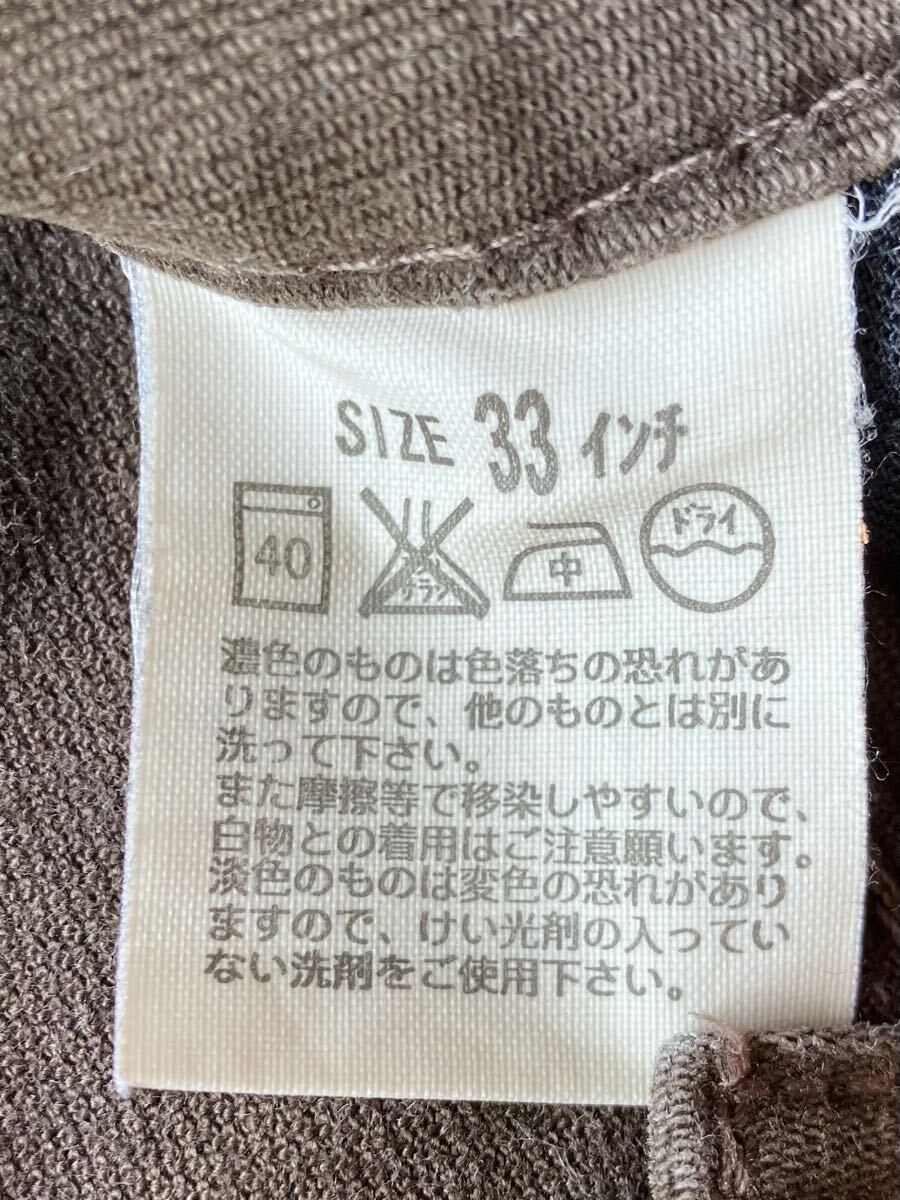 SIZE 33 インチ
40 中 ドライ
濃色のものは色落ちの恐れがあ
りますので、他のものとは別に
洗って下さい。
また摩擦等で移染しやすいので、
白物との着用はご注意願います。
淡色のものは変色の恐れがあり
ますので、けい光剤の入ってい
ない洗剤をご使用下さい。